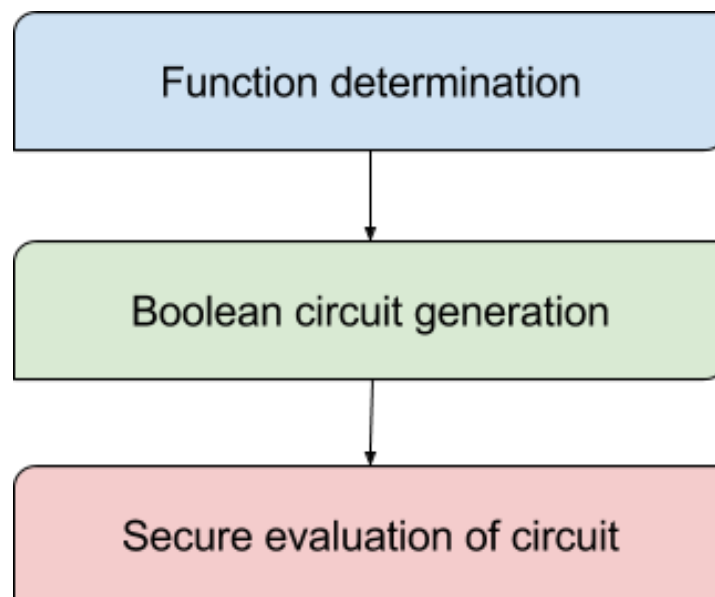 Function determination
Boolean circuit generation
Secure evaluation of circuit